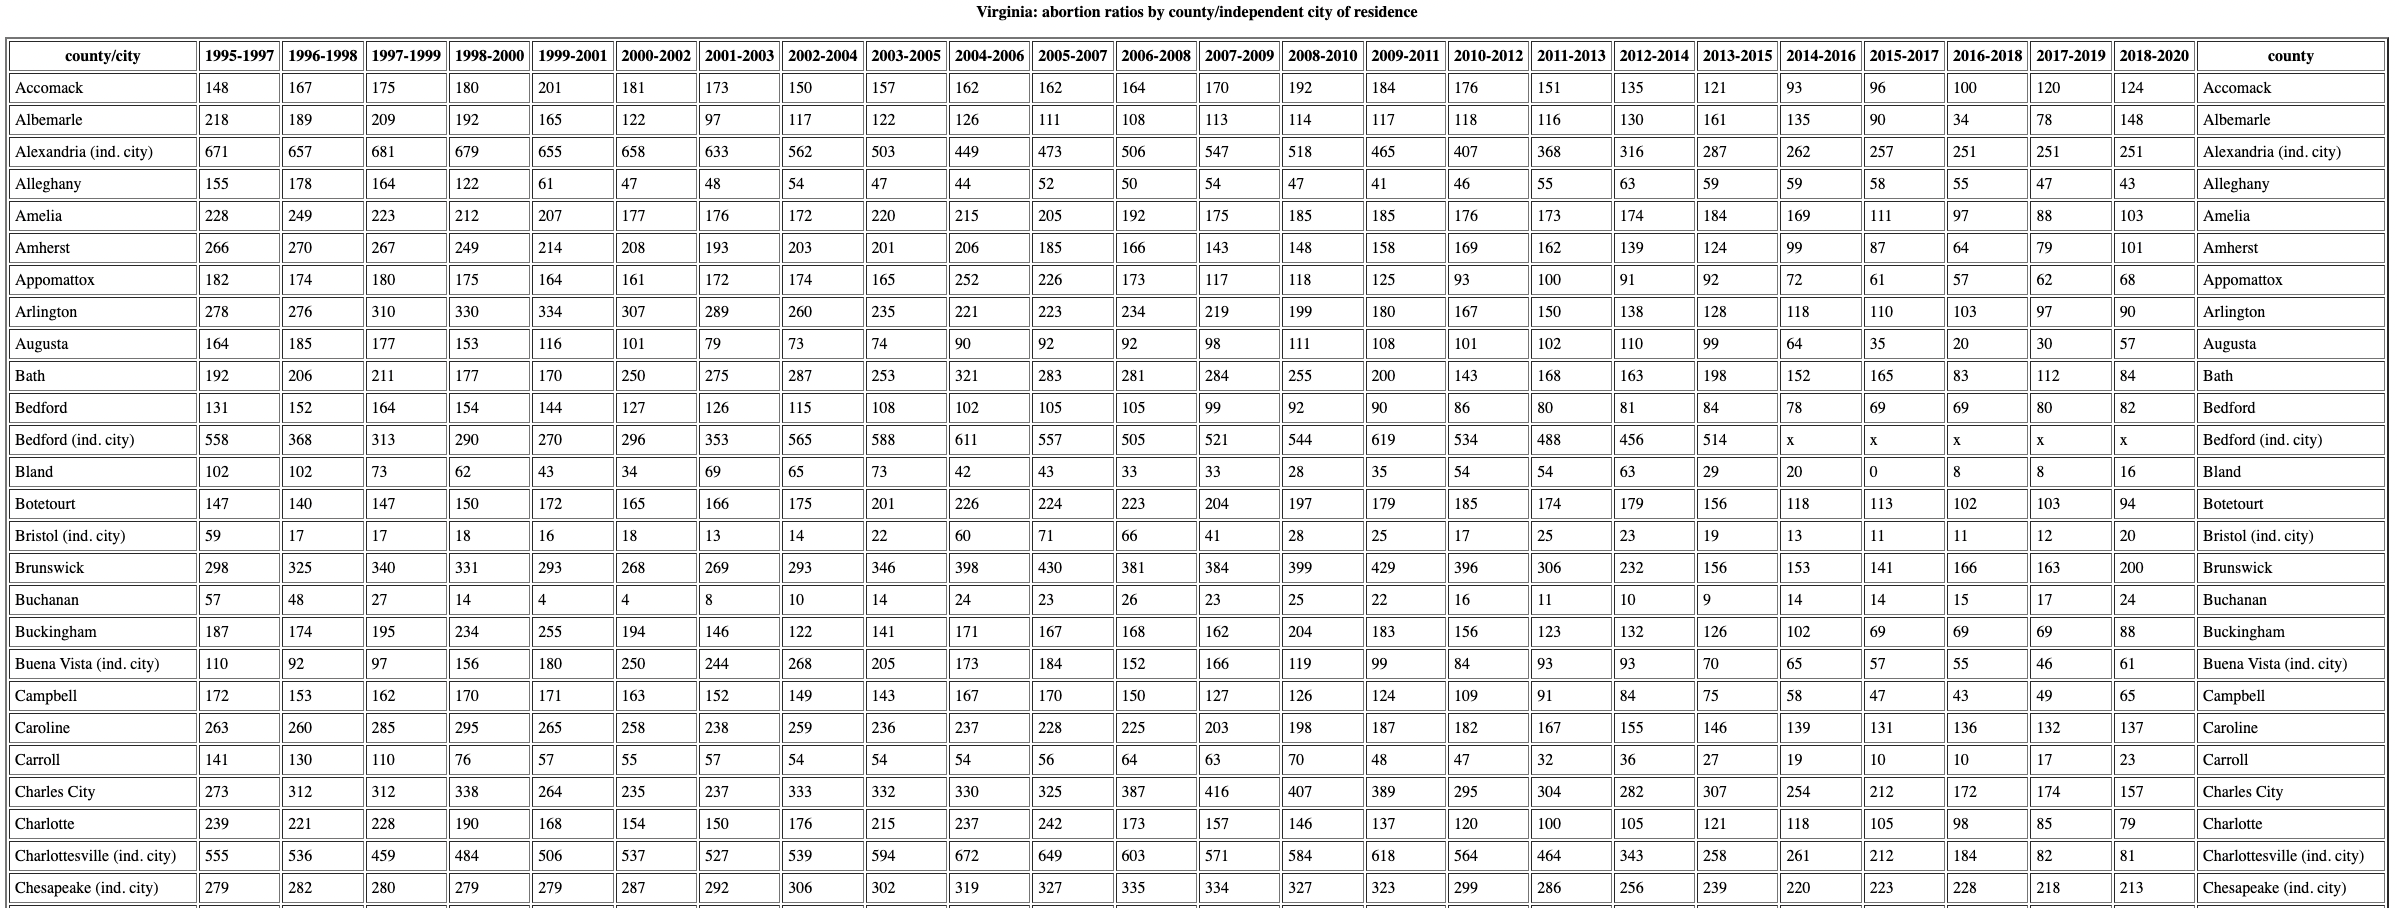 Virginia: abortion ratios by county/independent city of residence
county/city 1995-1997 1996-1998 1997-1999 1998-2000 1999-2001 2000-2002 2001-2003 2002-2004 2003-2005 2004-2006 2005-2007 2006-2008 2007-2009 2008-2010 2009-2011 2010-2012 2011-2013 2012-2014 2013-2015 2014-2016 2015-2017 2016-2018 2017-2019 2018-2020 county
Accomack 148 167 175 180 201 181 173 150 157 162 162 164 170 192 184 176 151 135 121 93 96 100 120 124 Accomack
Albemarle 218 189 209 192 165 122 97 117 122 126 111 108 113 114 117 118 116 130 161 135 90 34 78 148 Albemarle
Alexandria (ind. city) 671 657 681 679 655 658 633 562 503 449 473 506 547 518 465 407 368 316 287 262 257 251 251 251 Alexandria (ind. city)
Alleghany 155 178 164 122 61 47 48 54 47 44 52 50 54 47 41 46 55 63 59 59 58 55 47 43 Alleghany
Amelia 228 249 223 212 207 177 176 172 220 215 205 192 175 185 185 176 173 174 184 169 111 97 88 103 Amelia
Amherst 266 270 267 249 214 208 193 203 201 206 185 166 143 148 158 169 162 139 124 99 87 64 79 101 Amherst
Appomattox 182 174 180 175 164 161 172 174 165 252 226 173 117 118 125 93 100 91 92 72 61 57 62 68 Appomattox
Arlington 278 276 310 330 334 307 289 260 235 221 223 234 219 199 180 167 150 138 128 118 110 103 97 90 Arlington
Augusta 164 185 177 153 116 101 79 73 74 90 92 92 98 111 108 101 102 110 99 64 35 20 30 57 Augusta
Bath 192 206 211 177 170 250 275 287 253 321 283 281 284 255 200 143 168 163 198 152 165 83 112 84 Bath
Bedford 131 152 164 154 144 127 126 115 108 102 105 105 99 92 90 86 80 81 84 78 69 69 80 82 Bedford
Bedford (ind. city) 558 368 313 290 270 296 353 565 588 611 557 505 521 544 619 534 488 456 514 x x x x x Bedford (ind. city)
Bland 102 102 73 62 43 34 69 65 73 42 43 33 33 28 35 54 54 63 29 20 0 8 8 16 Bland
Botetourt 147 140 147 150 172 165 166 175 201 226 224 223 204 197 179 185 174 179 156 118 113 102 103 94 Botetourt
Bristol (ind. city) 59 17 17 18 16 18 13 14 22 60 71 66 41 28 25 17 25 23 19 13 11 11 12 20 Bristol (ind. city)
Brunswick 298 325 340 331 293 268 269 293 346 398 430 381 384 399 429 396 306 232 156 153 141 166 163 200 Brunswick
Buchanan 57 48 27 14 4 4 8 10 14 24 23 26 23 25 22 16 11 10 9 14 14 15 17 24 Buchanan
Buckingham 187 174 195 234 255 194 146 122 141 171 167 168 162 204 183 156 123 132 126 102 69 69 69 88 Buckingham
Buena Vista (ind. city) 110 92 97 156 180 250 244 268 205 173 184 152 166 119 99 84 93 93 70 65 57 55 46 61 Buena Vista (ind. city)
Campbell 172 153 162 170 171 163 152 149 143 167 170 150 127 126 124 109 91 84 75 58 47 43 49 65 Campbell
Caroline 263 260 285 295 265 258 238 259 236 237 228 225 203 198 187 182 167 155 146 139 131 136 132 137 Caroline
Carroll 141 130 110 76 57 55 57 54 54 54 56 64 63 70 48 47 32 36 27 19 10 10 17 23 Carroll
Charles City 273 312 312 338 264 235 237 333 332 330 325 387 416 407 389 295 304 282 307 254 212 172 174 157 Charles City
Charlotte 239 221 228 190 168 154 150 176 215 237 242 173 157 146 137 120 100 105 121 118 105 98 85 79 Charlotte
Charlottesville (ind. city) 555 536 459 484 506 537 527 539 594 672 649 603 571 584 618 564 464 343 258 261 212 184 82 81 Charlottesville (ind. city)
Chesapeake (ind. city) 279 282 280 279 279 287 292 306 302 319 327 335 334 327 323 299 286 256 239 220 223 228 218 213 Chesapeake (ind. city)